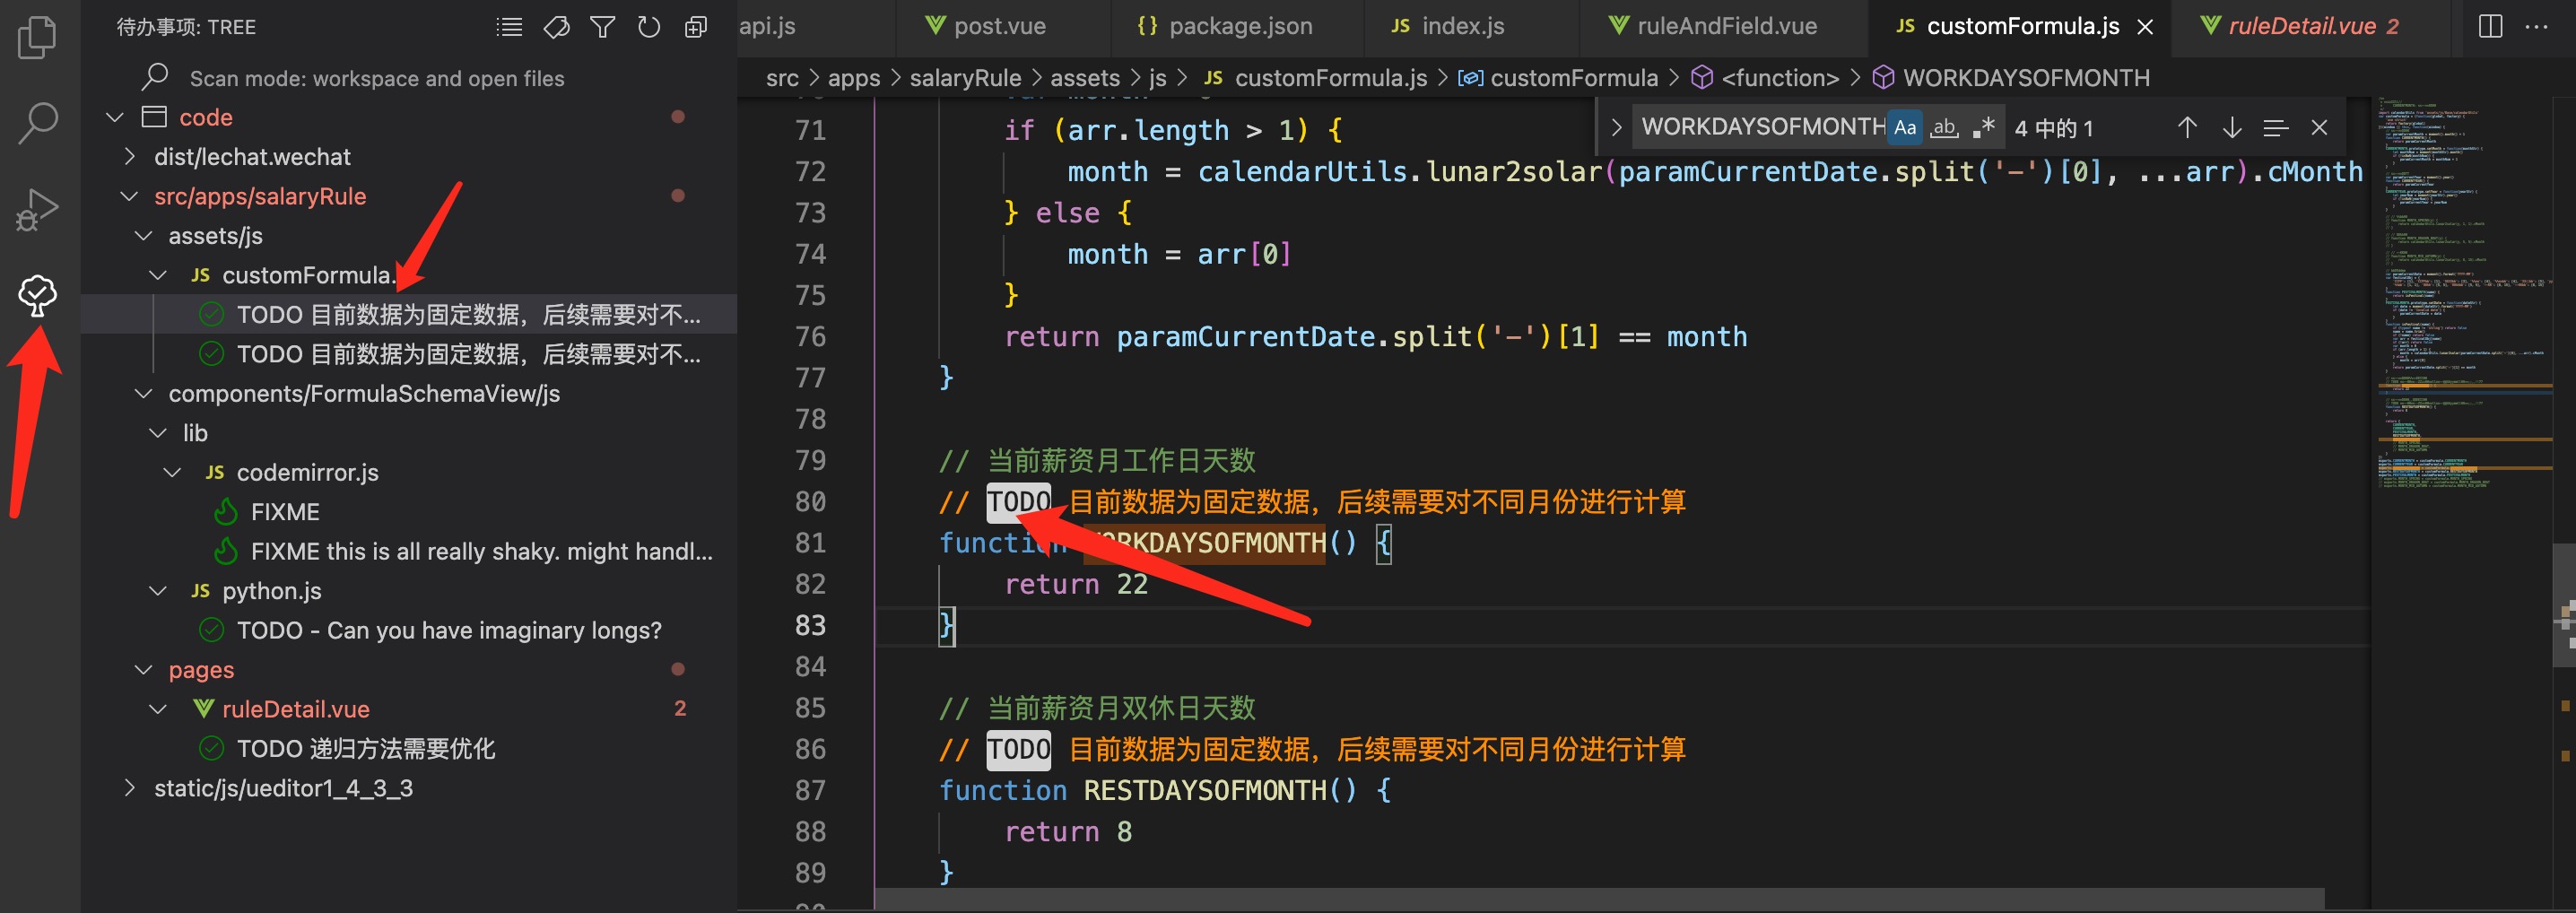 待办事项: TREE
Scan mode: workspace and open files
code
dist/lechat.wechat
src/apps/salaryRule
assets/js
JS customFormula.
TODO 目前数据为固定数据，后续需要对不...
TODO 目前数据为固定数据，后续需要对不...
components/FormulaSchemaView/js
lib
JS codemirror.js
FIXME
FIXME this is all really shaky. might handl...
JS python.js
TODO - Can you have imaginary longs?
pages
ruleDetail.vue 2
TODO 递归方法需要优化
static/js/ueditor1_4_3_3
api.js post.vue {} package.json JS index.js ruleAndField.vue JS customFormula.js ruleDetail.vue 2 ...
src > apps > salaryRule > assets > js > JS customFormula.js > customFormula > <function> > WORKDAYSOFMONTH
WORKDAYSOFMONTH Aa ab .* 4 中的 1
71 if (arr.length > 1) {
72 month = calendarUtils.lunar2solar(paramCurrentDate.split('-')[0], ...arr).cMonth
73 } else {
74 month = arr[0]
75 }
76 return paramCurrentDate.split('-')[1] == month
77 }
78
79 // 当前薪资月工作日天数
80 // TODO 目前数据为固定数据，后续需要对不同月份进行计算
81 function WORKDAYSOFMONTH() {
82 return 22
83 }
84
85 // 当前薪资月双休日天数
86 // TODO 目前数据为固定数据，后续需要对不同月份进行计算
87 function RESTDAYSOFMONTH() {
88 return 8
89 }